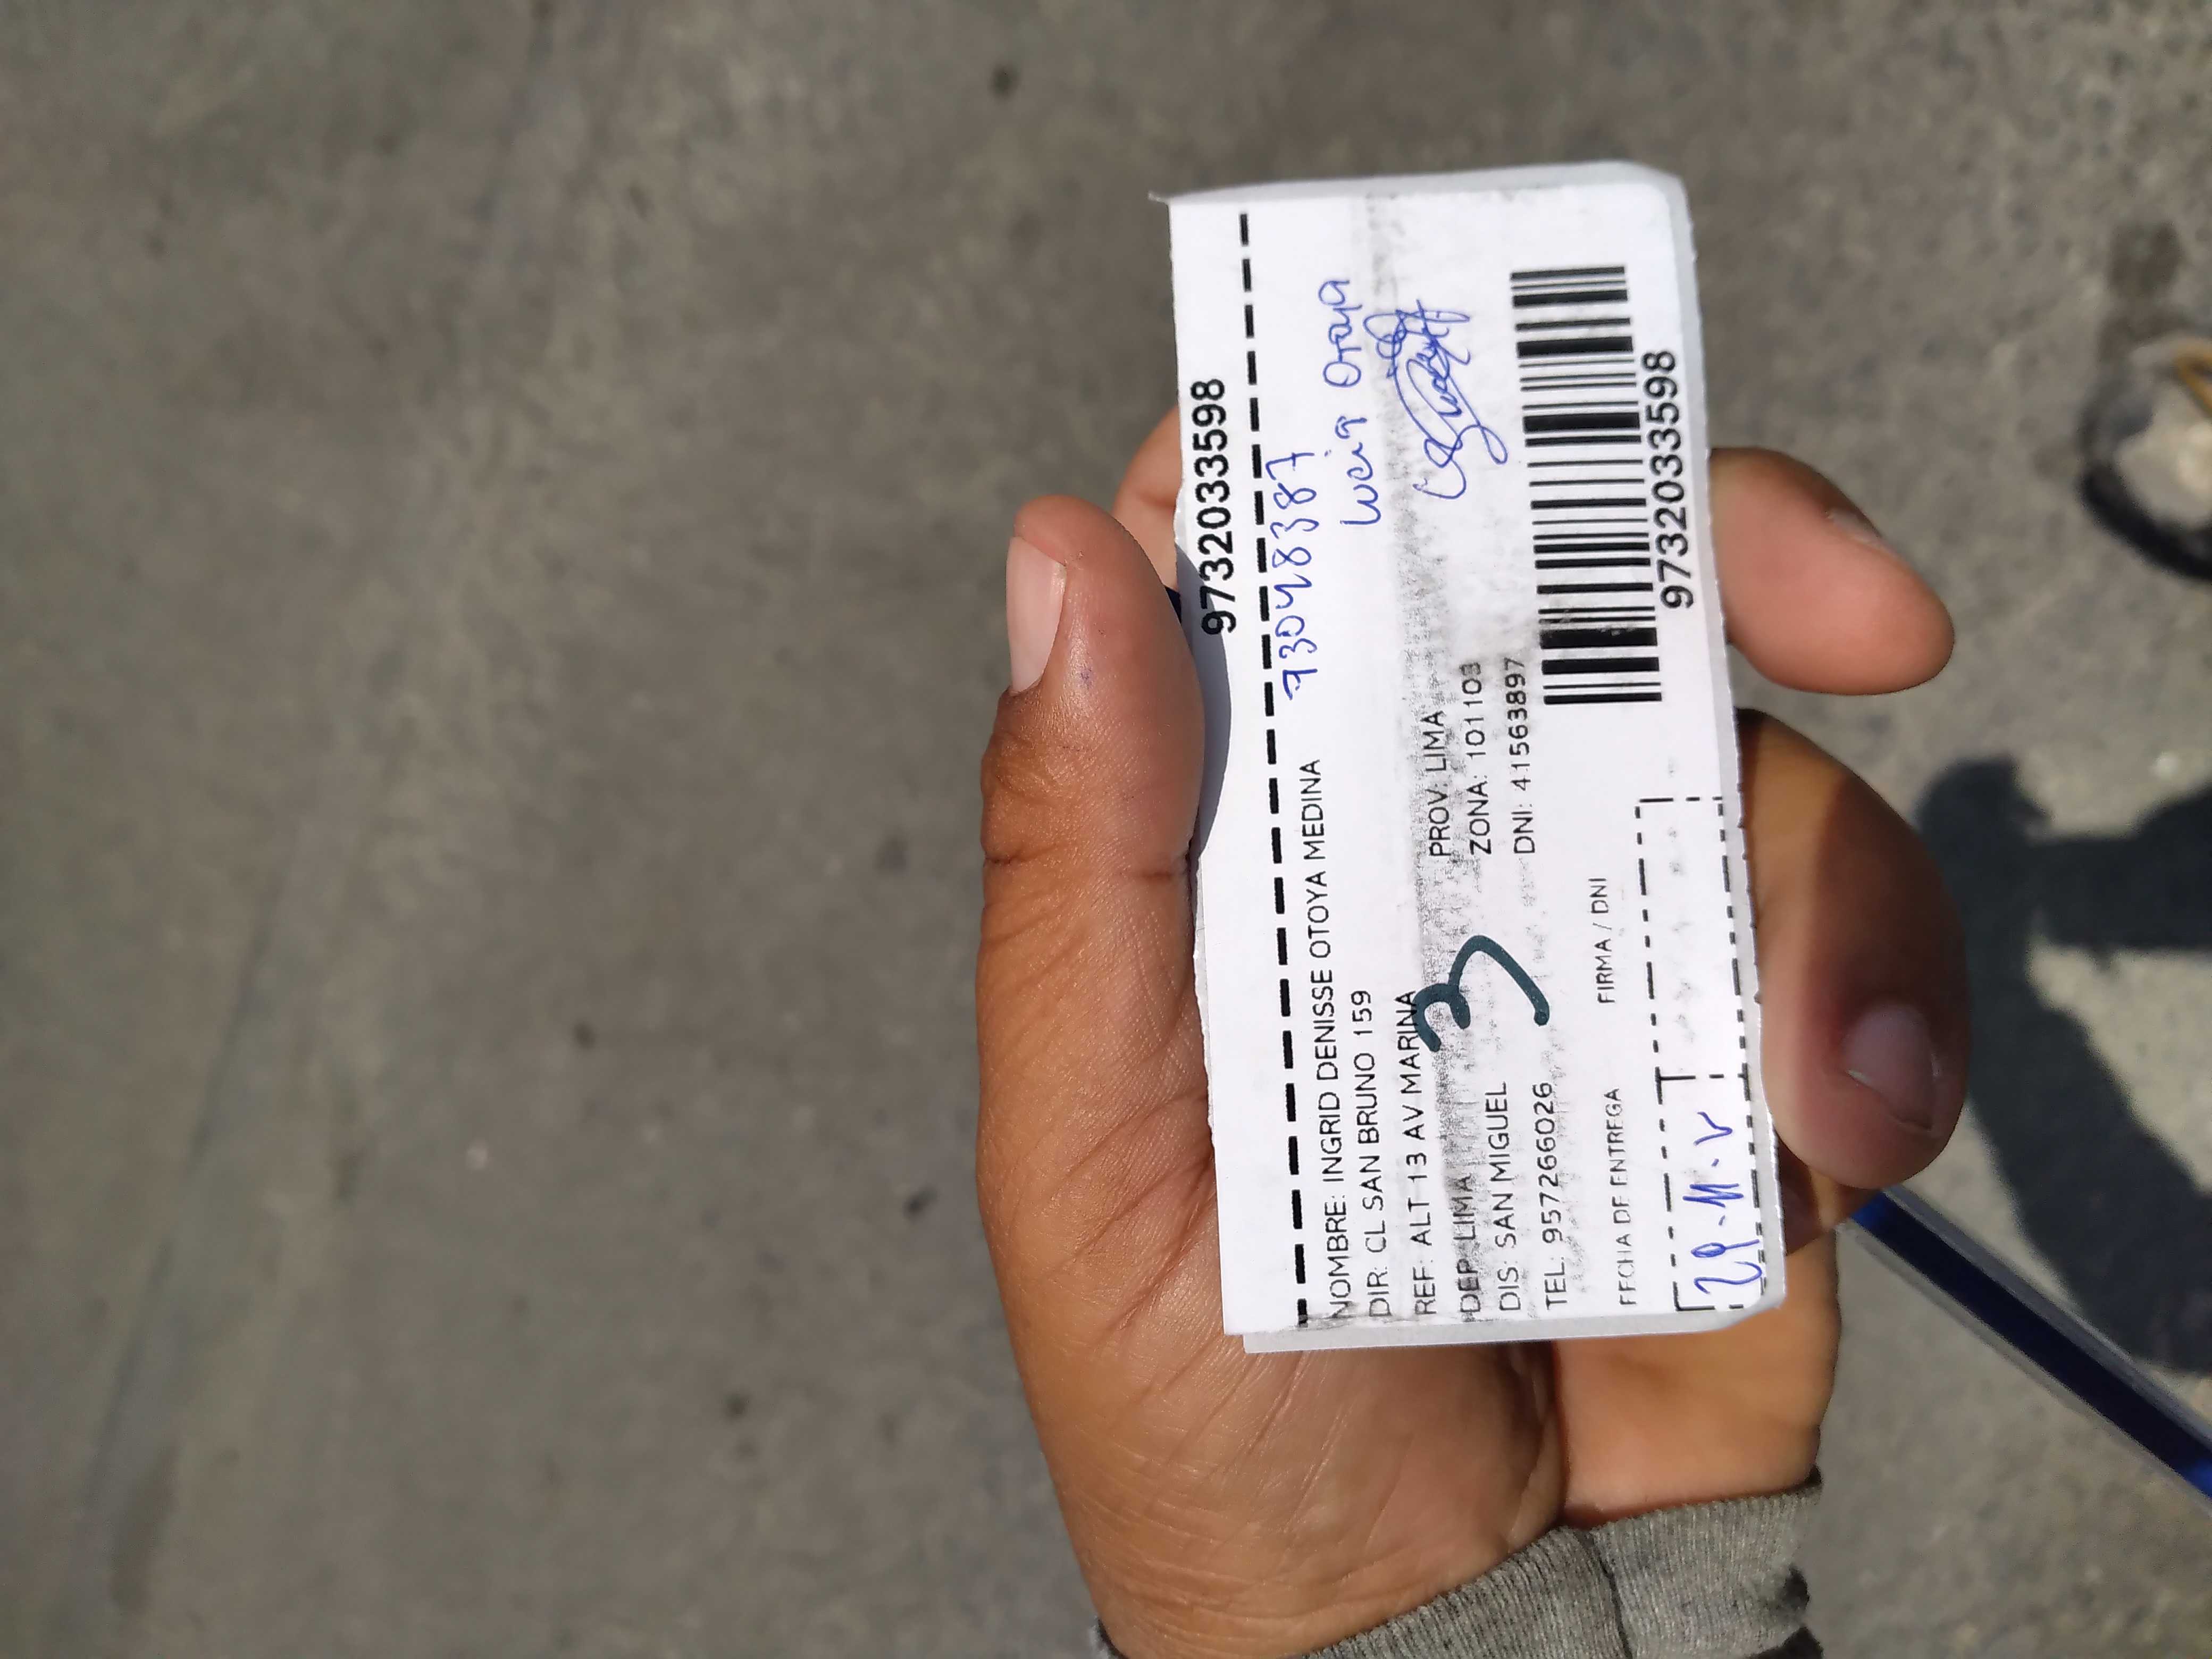 9732033598
NOMBRE: INGRID DENISSE OTOYA MEDINA
73048387
DIR: CL SAN BRUNO 159
Lucia Otoya
REF: ALT 13 AV MARINA
3
DEP: LIMA
PROV: LIMA
DIS: SAN MIGUEL
ZONA: 101103
TEL: 957266026
DNI: 41563897
9732033598
FECHA DE ENTREGA
FIRMA / DNI
29.11.